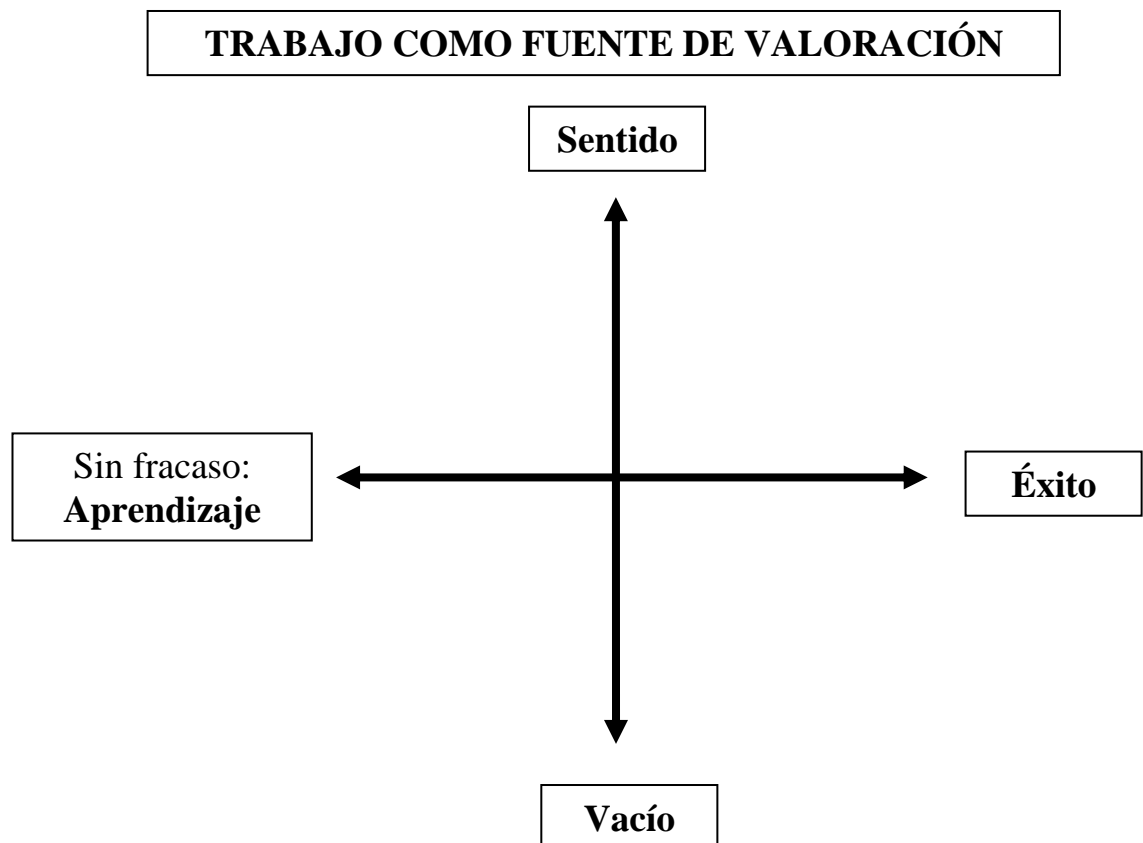 TRABAJO COMO FUENTE DE VALORACIÓN
Sentido
Sin fracaso:
Aprendizaje
Éxito
Vacío